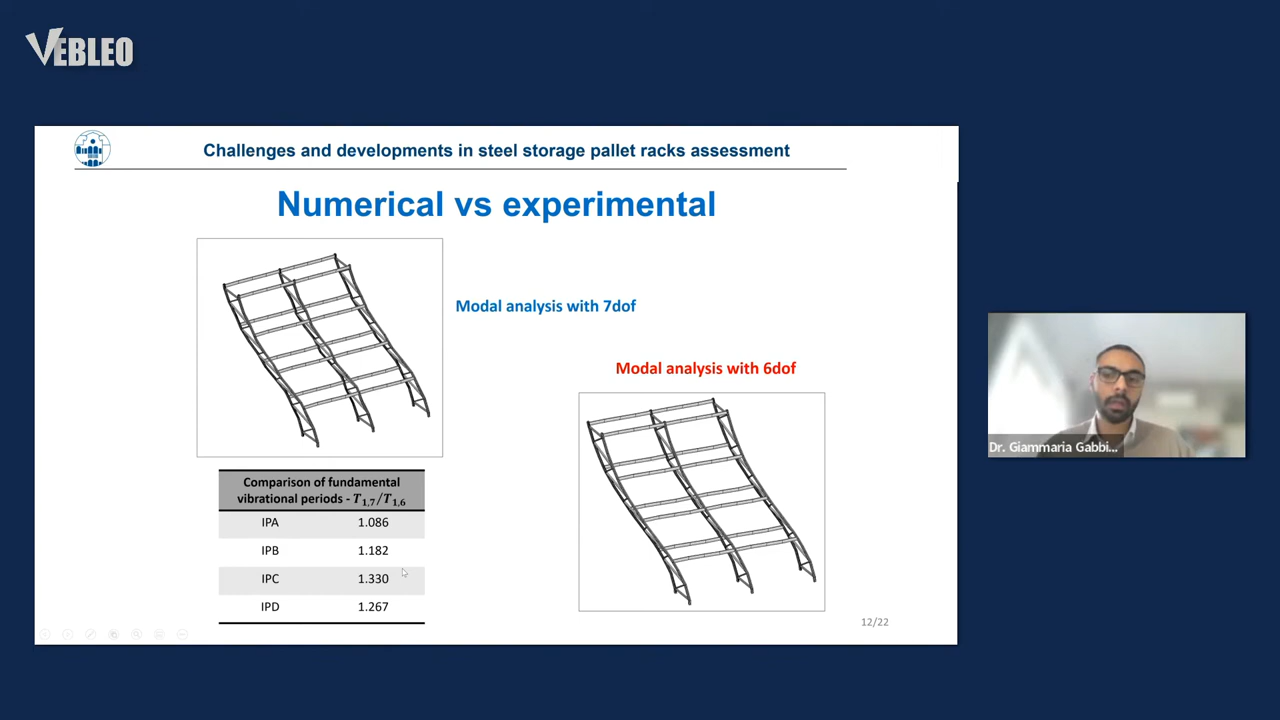 VEBLEO
Challenges and developments in steel storage pallet racks assessment
Numerical vs experimental
Modal analysis with 7dof
Modal analysis with 6dof
Comparison of fundamental
vibrational periods - T1,7/T1,6
IPA 1.086
IPB 1.182
IPC 1.330
IPD 1.267
12/22
Dr. Giammaria Gabbi...